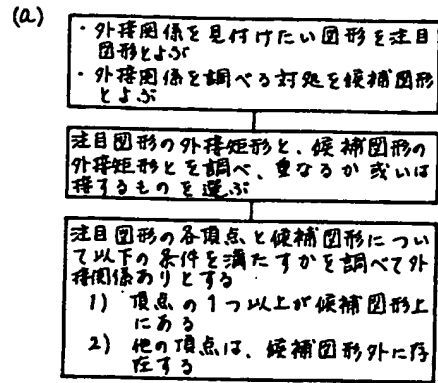 (a)
・外接関係を見付けたい図形を注目
図形とよぶ
・外接関係を調べる対処を候補図形
とよぶ
注目図形の外接矩形と、候補図形の
外接矩形とを調べ、重なるか或いは
接するものを選ぶ
注目図形の各頂点と候補図形につい
て以下の条件を満たすかを調べて外
接関係ありとする
1) 頂点の1つ以上が候補図形上
にある
2) 他の頂点は、候補図形外に存
在する